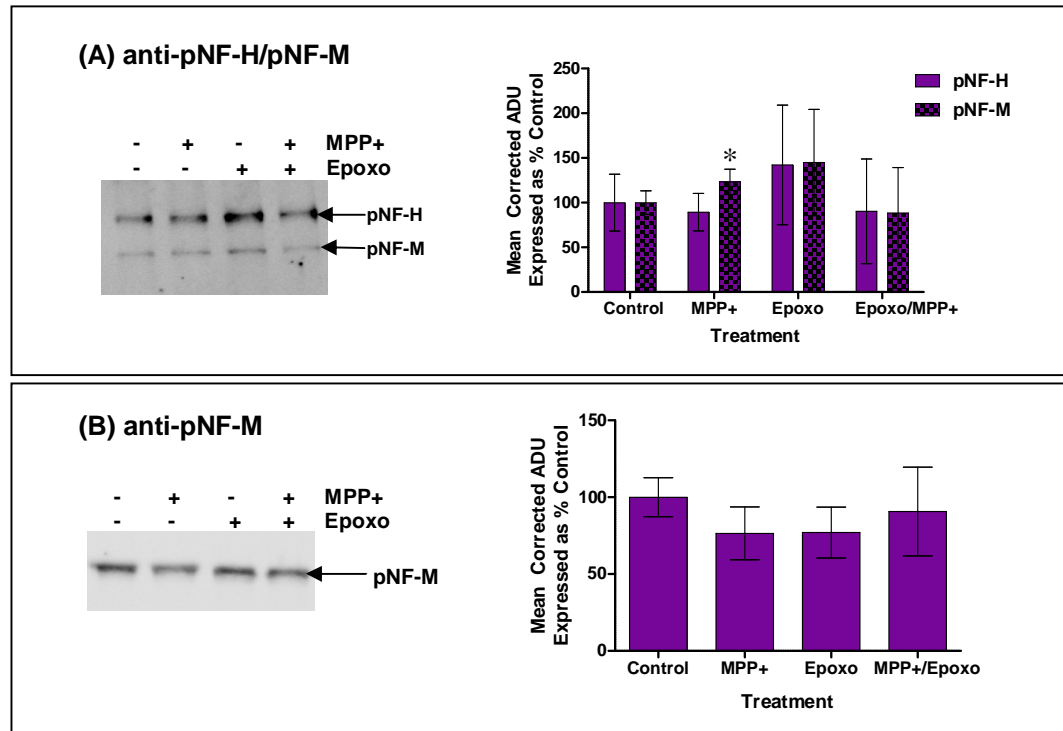 (A) anti-pNF-H/pNF-M
- + - + MPP+
- - + + Epoxo
pNF-H
pNF-M
Mean Corrected ADU
Expressed as % Control
250
200
150
100
50
0
*
pNF-H
pNF-M
Control MPP+ Epoxo Epoxo/MPP+
Treatment
(B) anti-pNF-M
- + - + MPP+
- - + + Epoxo
pNF-M
Mean Corrected ADU
Expressed as % Control
150
100
50
0
Control MPP+ Epoxo MPP+/Epoxo
Treatment